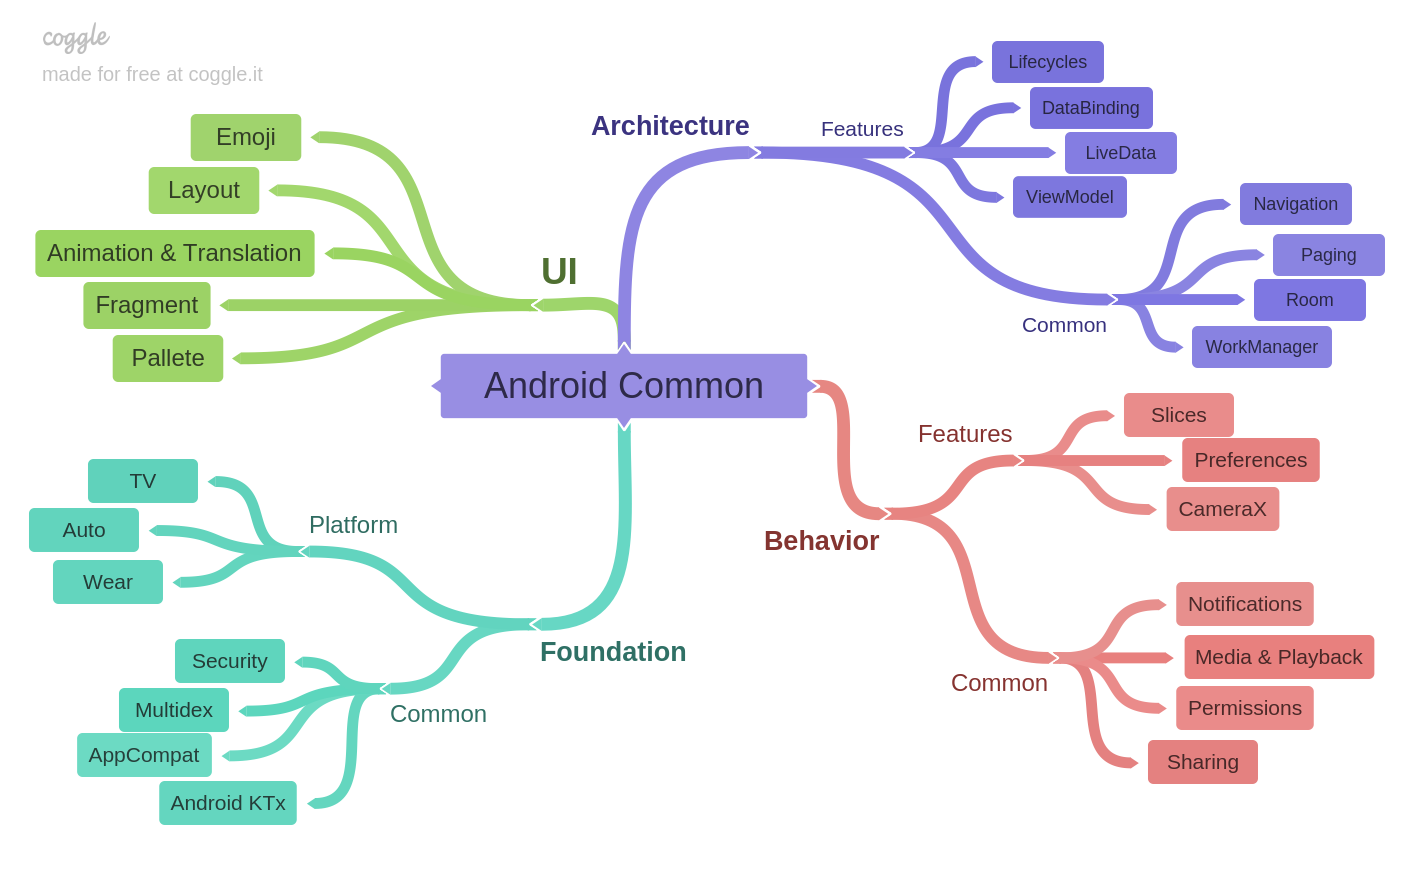 coggle
made for free at coggle.it
Android Common
UI
Emoji
Layout
Animation & Translation
Fragment
Pallete
Architecture
Features
Lifecycles
DataBinding
LiveData
ViewModel
Common
Navigation
Paging
Room
WorkManager
Behavior
Features
Slices
Preferences
CameraX
Common
Notifications
Media & Playback
Permissions
Sharing
Foundation
Platform
TV
Auto
Wear
Common
Security
Multidex
AppCompat
Android KTx